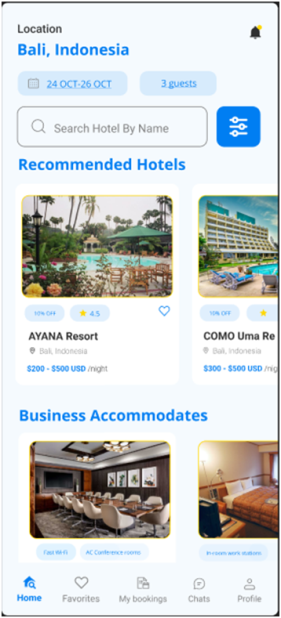 Location
Bali, Indonesia
24 OCT-26 OCT 3 guests
Search Hotel By Name
Recommended Hotels
10% OFF 4.5 10% OFF
AYANA Resort COMO Uma Re
Bali, Indonesia Bali, Indonesia
$200 - $500 USD /night $300 - $500 USD /nig
Business Accommodates
Fast Wi-Fi AC Conference rooms In-room work stations
Home Favorites My bookings Chats Profile